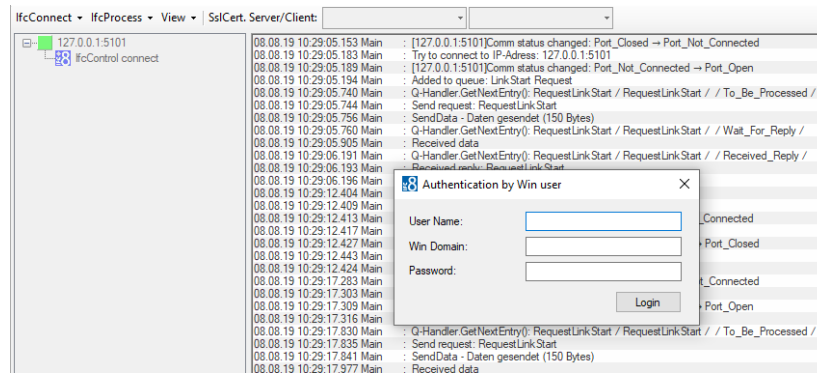 IfcConnect IfcProcess View SslCert. Server/Client:
127.0.0.1:5101
IfcControl connect
08.08.19 10:29:05.153 Main : [127.0.0.1:5101]Comm status changed: Port_Closed → Port_Not_Connected
08.08.19 10:29:05.183 Main : Try to connect to IP-Adress: 127.0.0.1:5101
08.08.19 10:29:05.189 Main : [127.0.0.1:5101]Comm status changed: Port_Not_Connected → Port_Open
08.08.19 10:29:05.194 Main : Added to queue: LinkStart Request
08.08.19 10:29:05.740 Main : Q-Handler.GetNextEntry(): RequestLinkStart / RequestLinkStart / / To_Be_Processed /
08.08.19 10:29:05.744 Main : Send request: RequestLinkStart
08.08.19 10:29:05.756 Main : SendData - Daten gesendet (150 Bytes)
08.08.19 10:29:05.760 Main : Q-Handler.GetNextEntry(): RequestLinkStart / RequestLinkStart / / Wait_For_Reply /
08.08.19 10:29:05.905 Main : Received data
08.08.19 10:29:06.191 Main : Q-Handler.GetNextEntry(): RequestLinkStart / RequestLinkStart / / Received_Reply /
08.08.19 10:29:06.193 Main : Received reply: RequestLinkStart
08.08.19 10:29:06.196 Main
08.08.19 10:29:12.404 Main
08.08.19 10:29:12.409 Main
08.08.19 10:29:12.413 Main _Connected
08.08.19 10:29:12.417 Main
08.08.19 10:29:12.427 Main Port_Closed
08.08.19 10:29:12.443 Main
08.08.19 10:29:12.424 Main
08.08.19 10:29:17.283 Main t_Connected
08.08.19 10:29:17.303 Main
08.08.19 10:29:17.309 Main Port_Open
08.08.19 10:29:17.316 Main
08.08.19 10:29:17.830 Main : Q-Handler.GetNextEntry(): RequestLinkStart / RequestLinkStart / / To_Be_Processed /
08.08.19 10:29:17.835 Main : Send request: RequestLinkStart
08.08.19 10:29:17.841 Main : SendData - Daten gesendet (150 Bytes)
08.08.19 10:29:17.977 Main : Received data
Authentication by Win user
User Name:
Win Domain:
Password:
Login